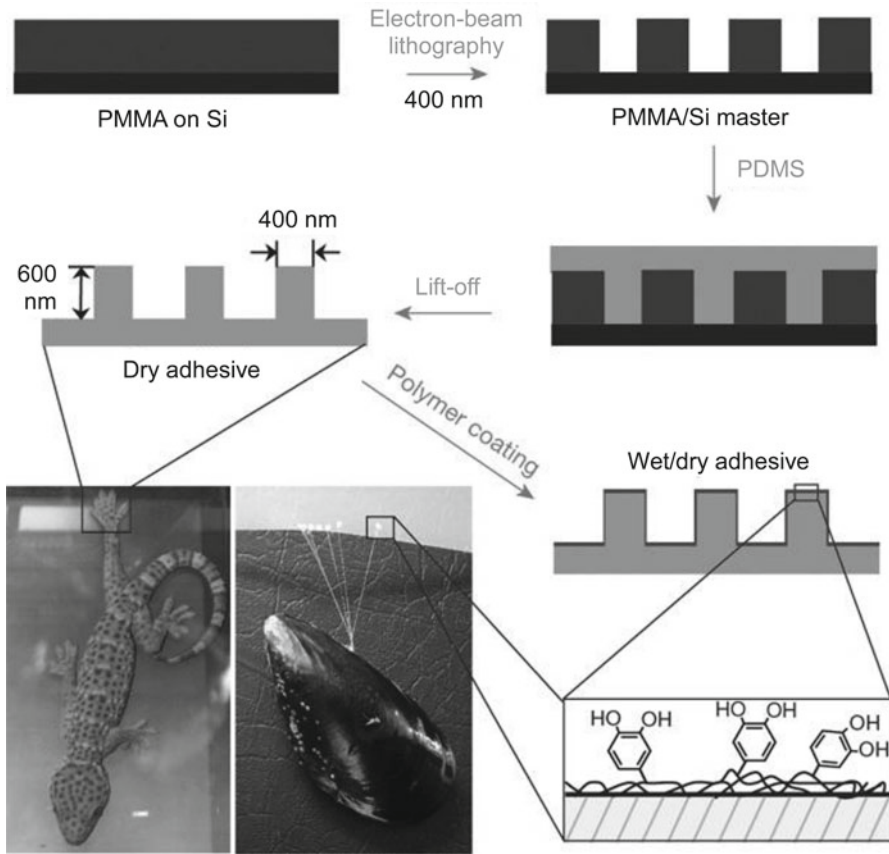 Electron-beam
lithography
400 nm
PMMA on Si
PMMA/Si master
PDMS
400 nm
600
nm
Lift-off
Dry adhesive
Polymer coating
Wet/dry adhesive
HO
OH
HO
OH
OH
OH